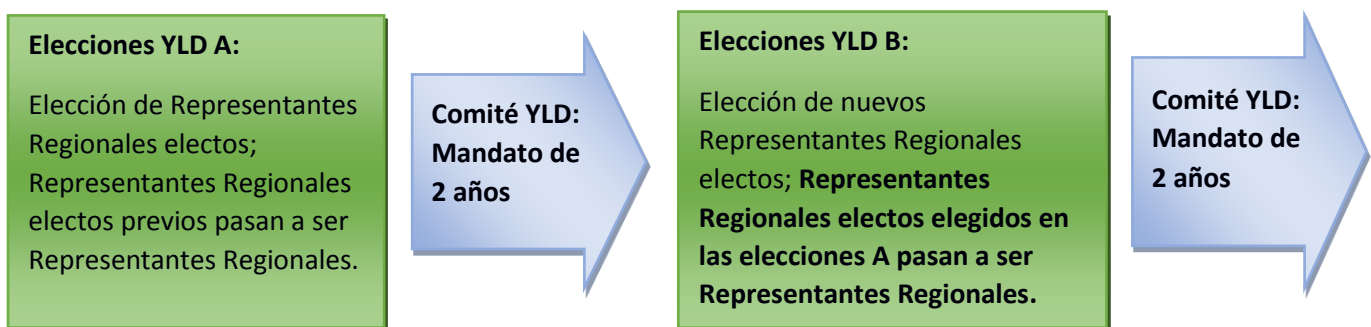 Elecciones YLD A:
Elección de Representantes
Regionales electos;
Representantes Regionales
electos previos pasan a ser
Representantes Regionales.
Comité YLD:
Mandato de
2 años
Elecciones YLD B:
Elección de nuevos
Representantes Regionales
electos; Representantes
Regionales electos elegidos en
las elecciones A pasan a ser
Representantes Regionales.
Comité YLD:
Mandato de
2 años